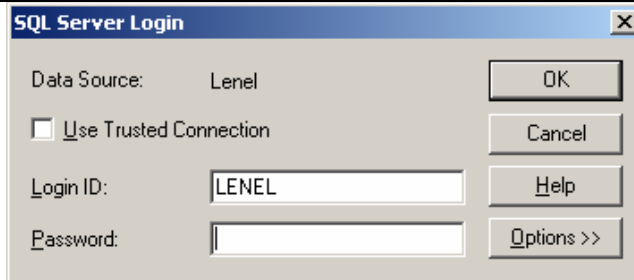 SQL Server Login
Data Source: Lenel OK
Use Trusted Connection Cancel
Login ID: LENEL Help
Password: Options >>